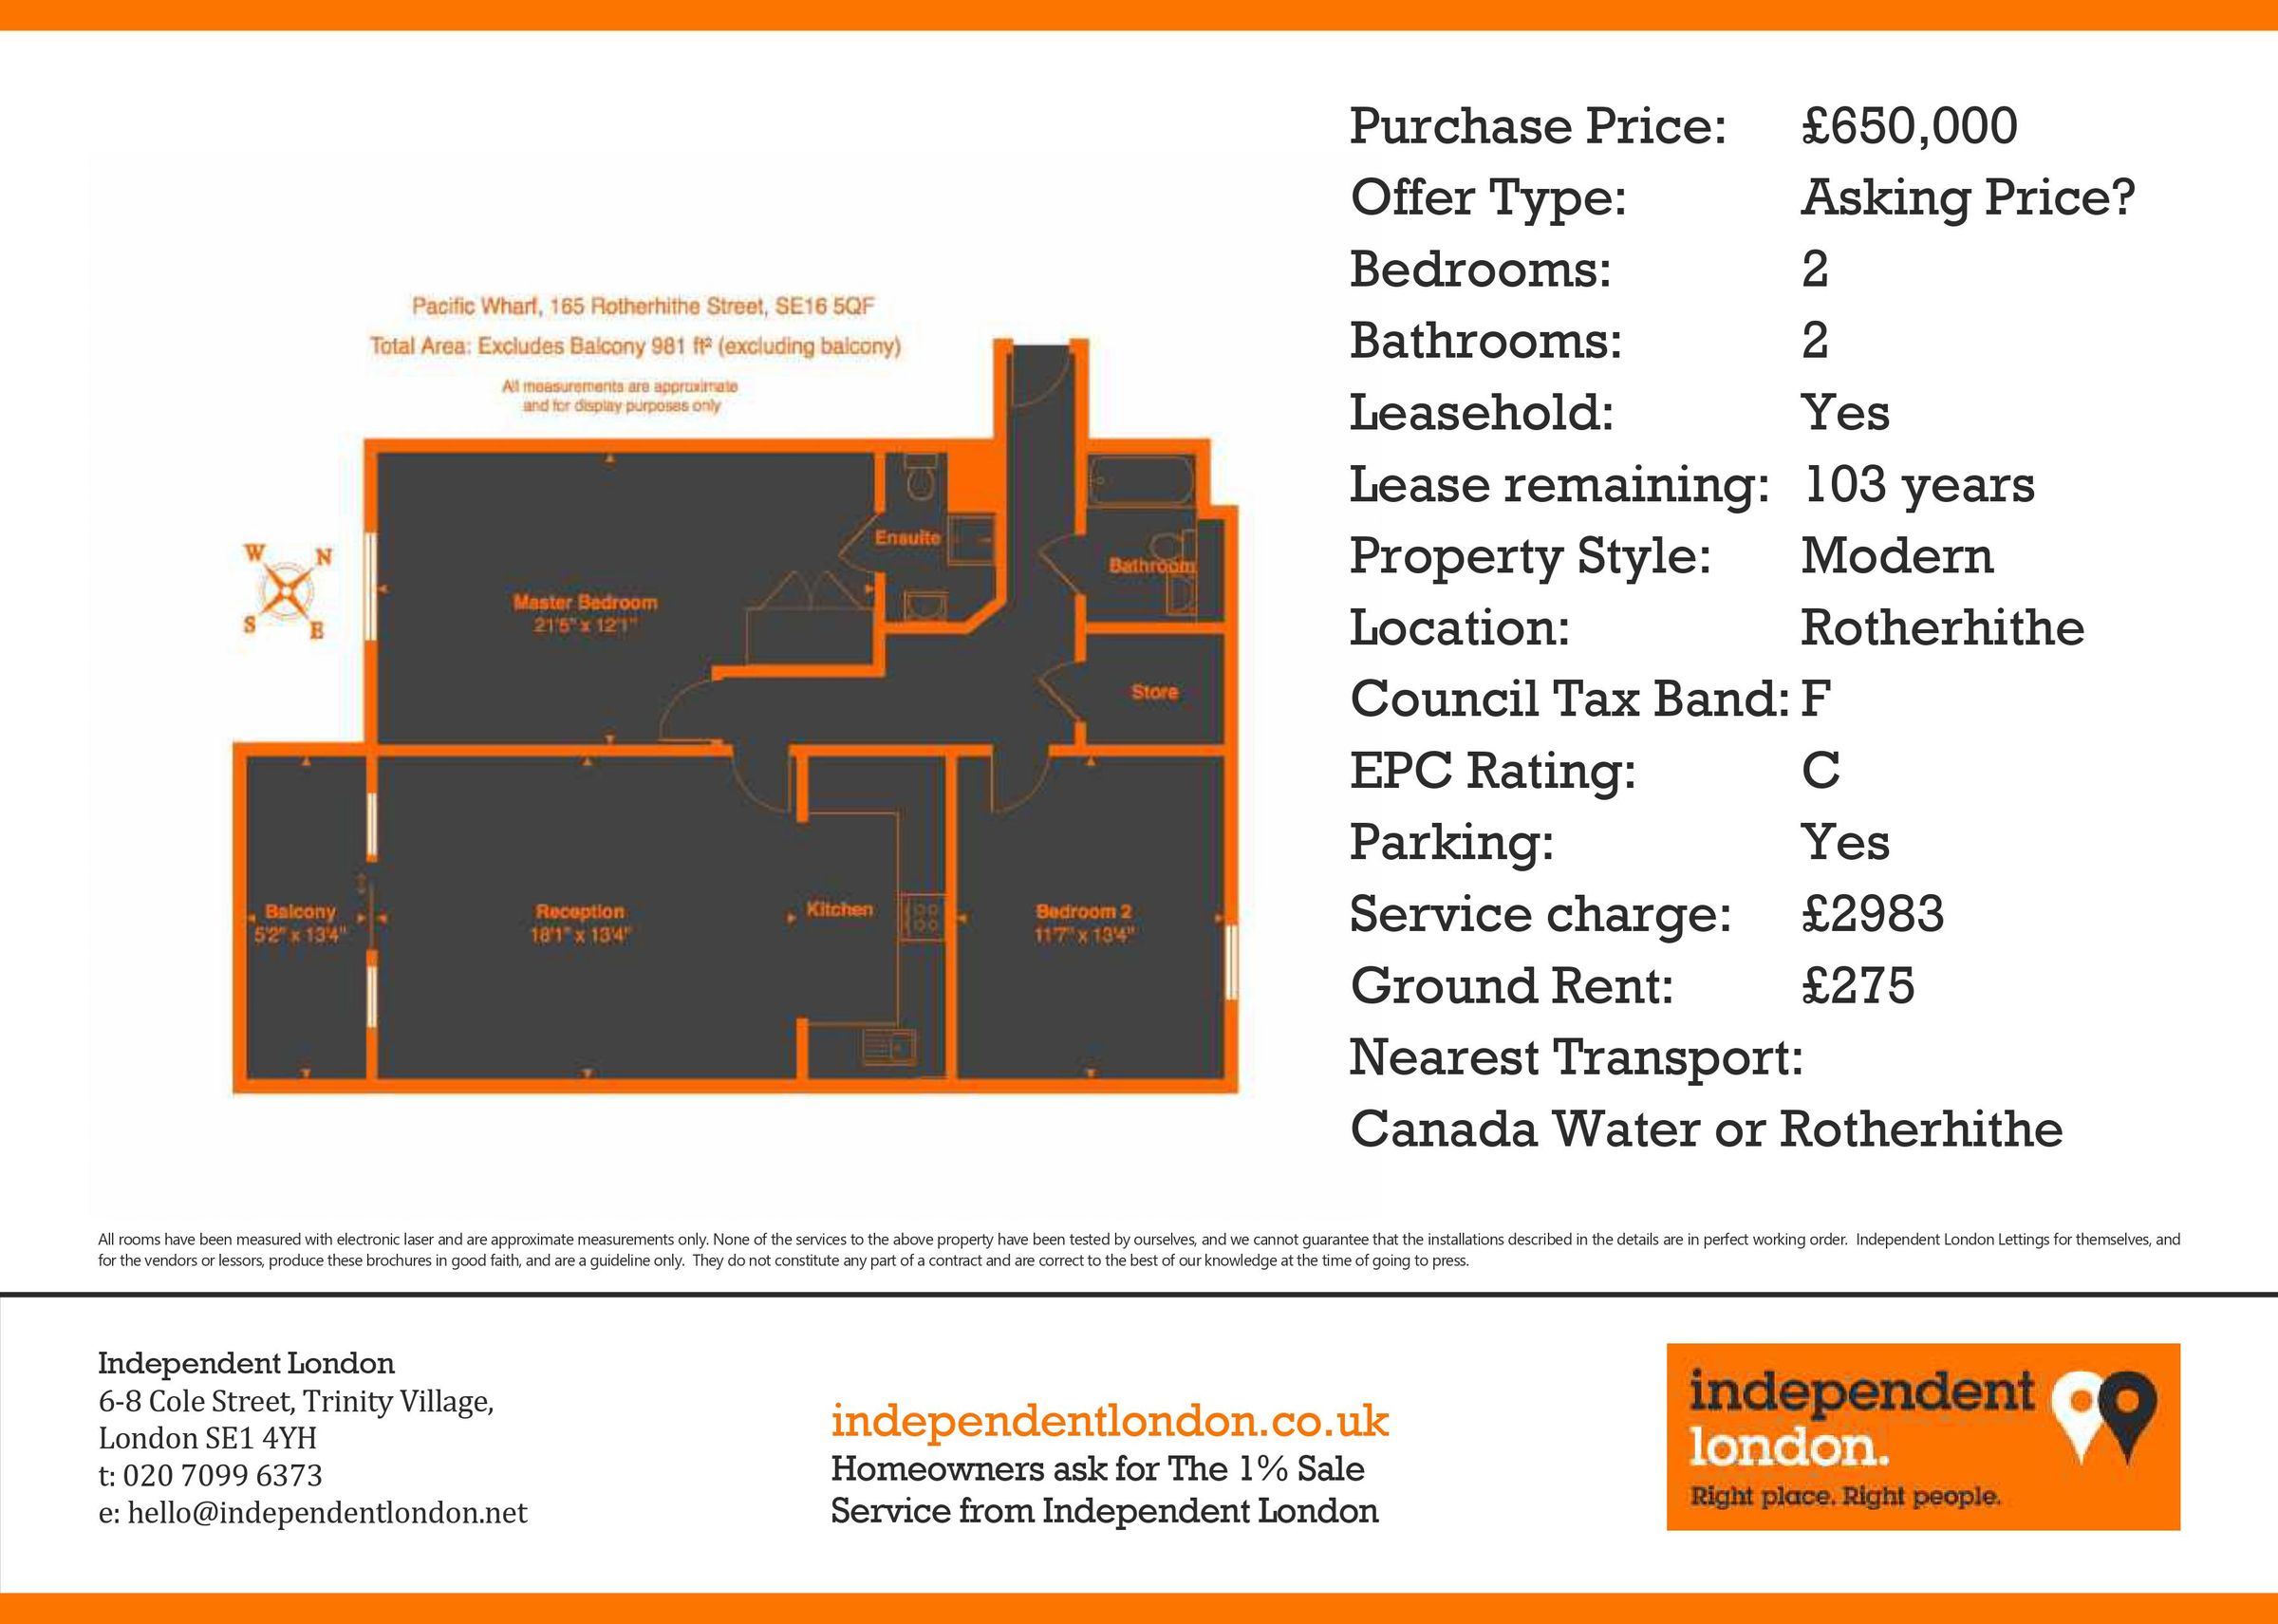 Purchase Price: £650,000
Offer Type: Asking Price?
Bedrooms: 2
Bathrooms: 2
Leasehold: Yes
Lease remaining: 103 years
Property Style: Modern
Location: Rotherhithe
Council Tax Band: F
EPC Rating: C
Parking: Yes
Service charge: £2983
Ground Rent: £275
Nearest Transport:
Canada Water or Rotherhithe
Pacific Wharf, 165 Rotherhithe Street, SE16 5QF
Total Area: Excludes Balcony 981 ft² (excluding balcony)
All measurements are approximate
and for display purposes only
W N
S E
Ensuite
Bathroom
Master Bedroom
21'5" x 12'1"
Store
Balcony
5'2" x 13'4"
Reception
18'1" x 13'4"
Kitchen
Bedroom 2
11'7" x 13'4"
All rooms have been measured with electronic laser and are approximate measurements only. None of the services to the above property have been tested by ourselves, and we cannot guarantee that the installations described in the details are in perfect working order. Independent London Lettings for themselves, and
for the vendors or lessors, produce these brochures in good faith, and are a guideline only. They do not constitute any part of a contract and are correct to the best of our knowledge at the time of going to press.
Independent London
6-8 Cole Street, Trinity Village,
London SE1 4YH
t: 020 7099 6373
e: hello@independentlondon.net
independentlondon.co.uk
Homeowners ask for The 1% Sale
Service from Independent London
independent
london.
Right place. Right people.